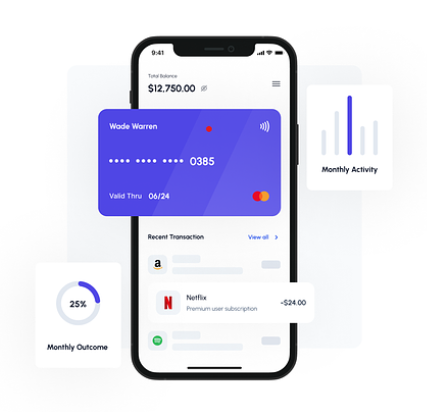 9:41
Total Balance
$12,750.00
Wade Warren
•••• •••• •••• 0385
Valid Thru 06/24
Monthly Activity
Recent Transaction
View all
a
N
Netflix
Premium user subscription
-$24.00
25%
Monthly Outcome